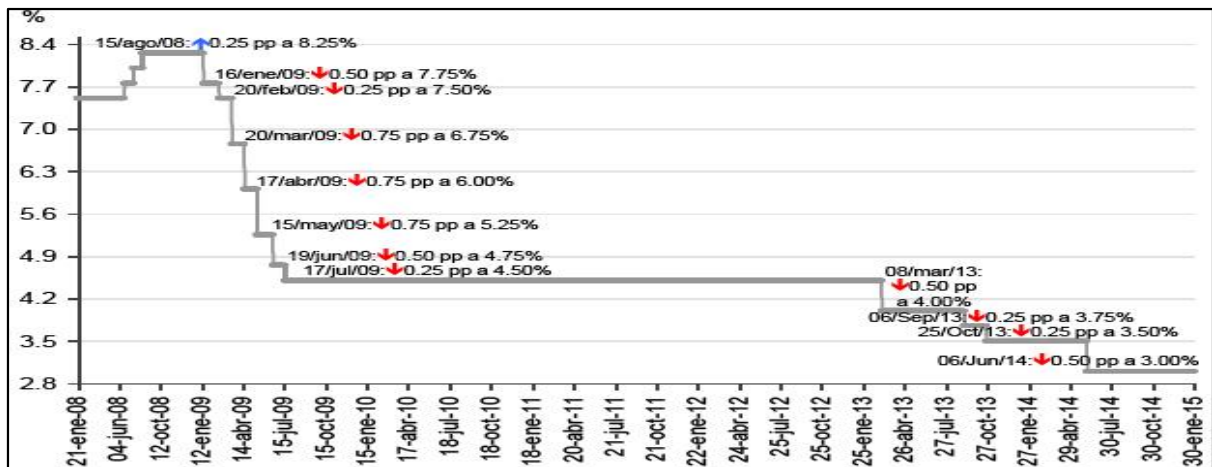 %
8.4
15/ago/08: ↑0.25 pp a 8.25%
16/ene/09: ↓0.50 pp a 7.75%
7.7
20/feb/09: ↓0.25 pp a 7.50%
7.0
20/mar/09: ↓0.75 pp a 6.75%
6.3
17/abr/09: ↓0.75 pp a 6.00%
5.6
15/may/09: ↓0.75 pp a 5.25%
4.9
19/jun/09: ↓0.50 pp a 4.75%
17/jul/09: ↓0.25 pp a 4.50%
08/mar/13:
↓0.50 pp
a 4.00%
4.2
06/Sep/13: ↓0.25 pp a 3.75%
25/Oct/13: ↓0.25 pp a 3.50%
3.5
06/Jun/14: ↓0.50 pp a 3.00%
2.8
21-ene-08
04-jun-08
12-oct-08
12-ene-09
14-abr-09
15-jul-09
15-oct-09
15-ene-10
17-abr-10
18-jul-10
18-oct-10
18-ene-11
20-abr-11
21-jul-11
21-oct-11
22-ene-12
24-abr-12
25-jul-12
25-oct-12
25-ene-13
26-abr-13
27-jul-13
27-oct-13
27-ene-14
29-abr-14
30-jul-14
30-oct-14
30-ene-15